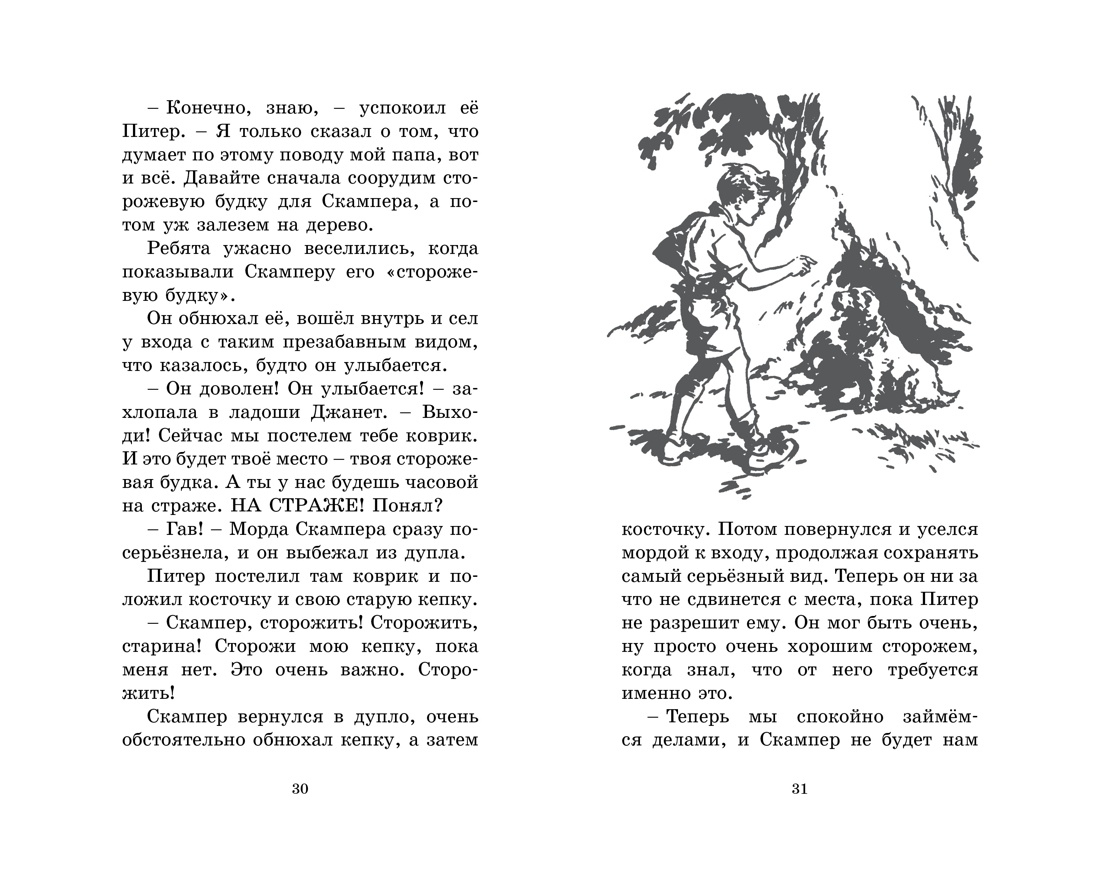 – Конечно, знаю, – успокоил её
Питер. – Я только сказал о том, что
думает по этому поводу мой папа, вот
и всё. Давайте сначала соорудим сто-
рожевую будку для Скампера, а по-
том уж залезем на дерево.
Ребята ужасно веселились, когда
показывали Скамперу его «стороже-
вую будку».
Он обнюхал её, вошёл внутрь и сел
у входа с таким презабавным видом,
что казалось, будто он улыбается.
– Он доволен! Он улыбается! – за-
хлопала в ладоши Джанет. – Выхо-
ди! Сейчас мы постелем тебе коврик.
И это будет твоё место – твоя стороже-
вая будка. А ты у нас будешь часовой
на страже. НА СТРАЖЕ! Понял?
– Гав! – Морда Скампера сразу по-
серьёзнела, и он выбежал из дупла.
Питер постелил там коврик и по-
ложил косточку и свою старую кепку.
– Скампер, сторожить! Сторожить,
старина! Сторожи мою кепку, пока
меня нет. Это очень важно. Сторо-
жить!
Скампер вернулся в дупло, очень
обстоятельно обнюхал кепку, а затем
30
косточку. Потом повернулся и уселся
мордой к входу, продолжая сохранять
самый серьёзный вид. Теперь он ни за
что не сдвинется с места, пока Питер
не разрешит ему. Он мог быть очень,
ну просто очень хорошим сторожем,
когда знал, что от него требуется
именно это.
– Теперь мы спокойно займём-
ся делами, и Скампер не будет нам
31